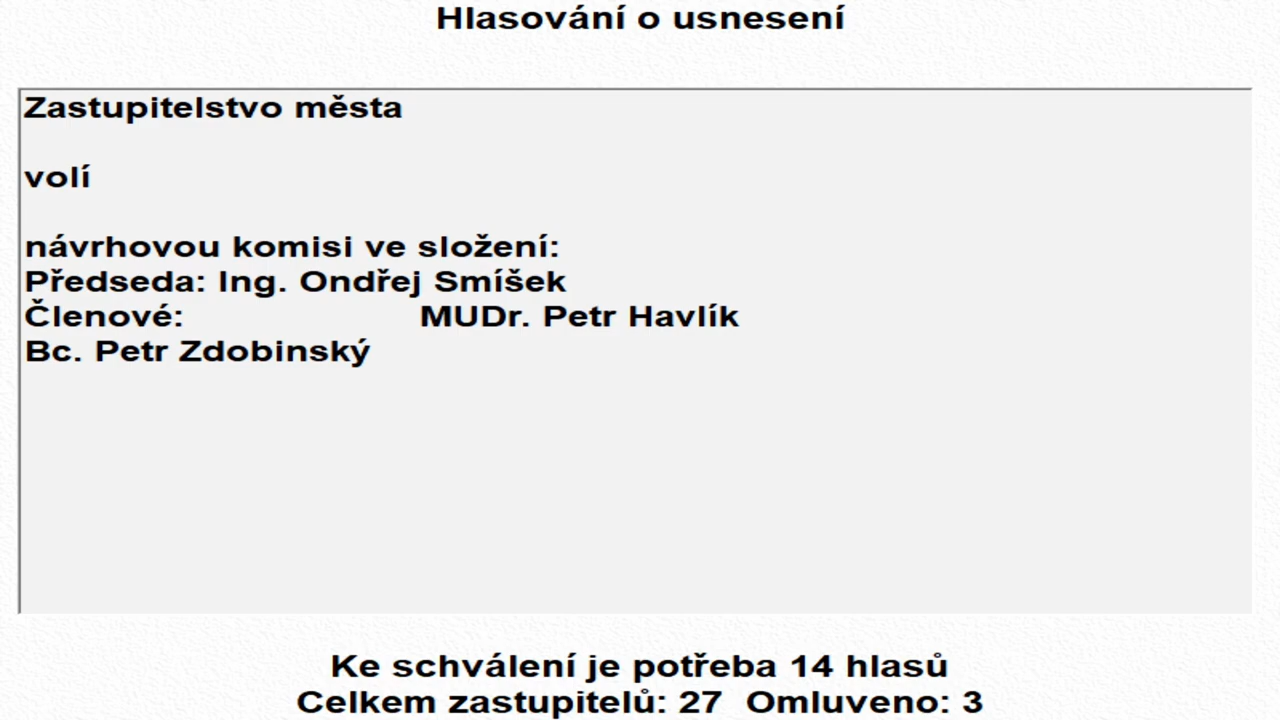 Hlasování o usnesení
Zastupitelstvo města
volí
návrhovou komisi ve složení:
Předseda: Ing. Ondřej Smíšek
Členové: MUDr. Petr Havlík
Bc. Petr Zdobinský
Ke schválení je potřeba 14 hlasů
Celkem zastupitelů: 27 Omluveno: 3